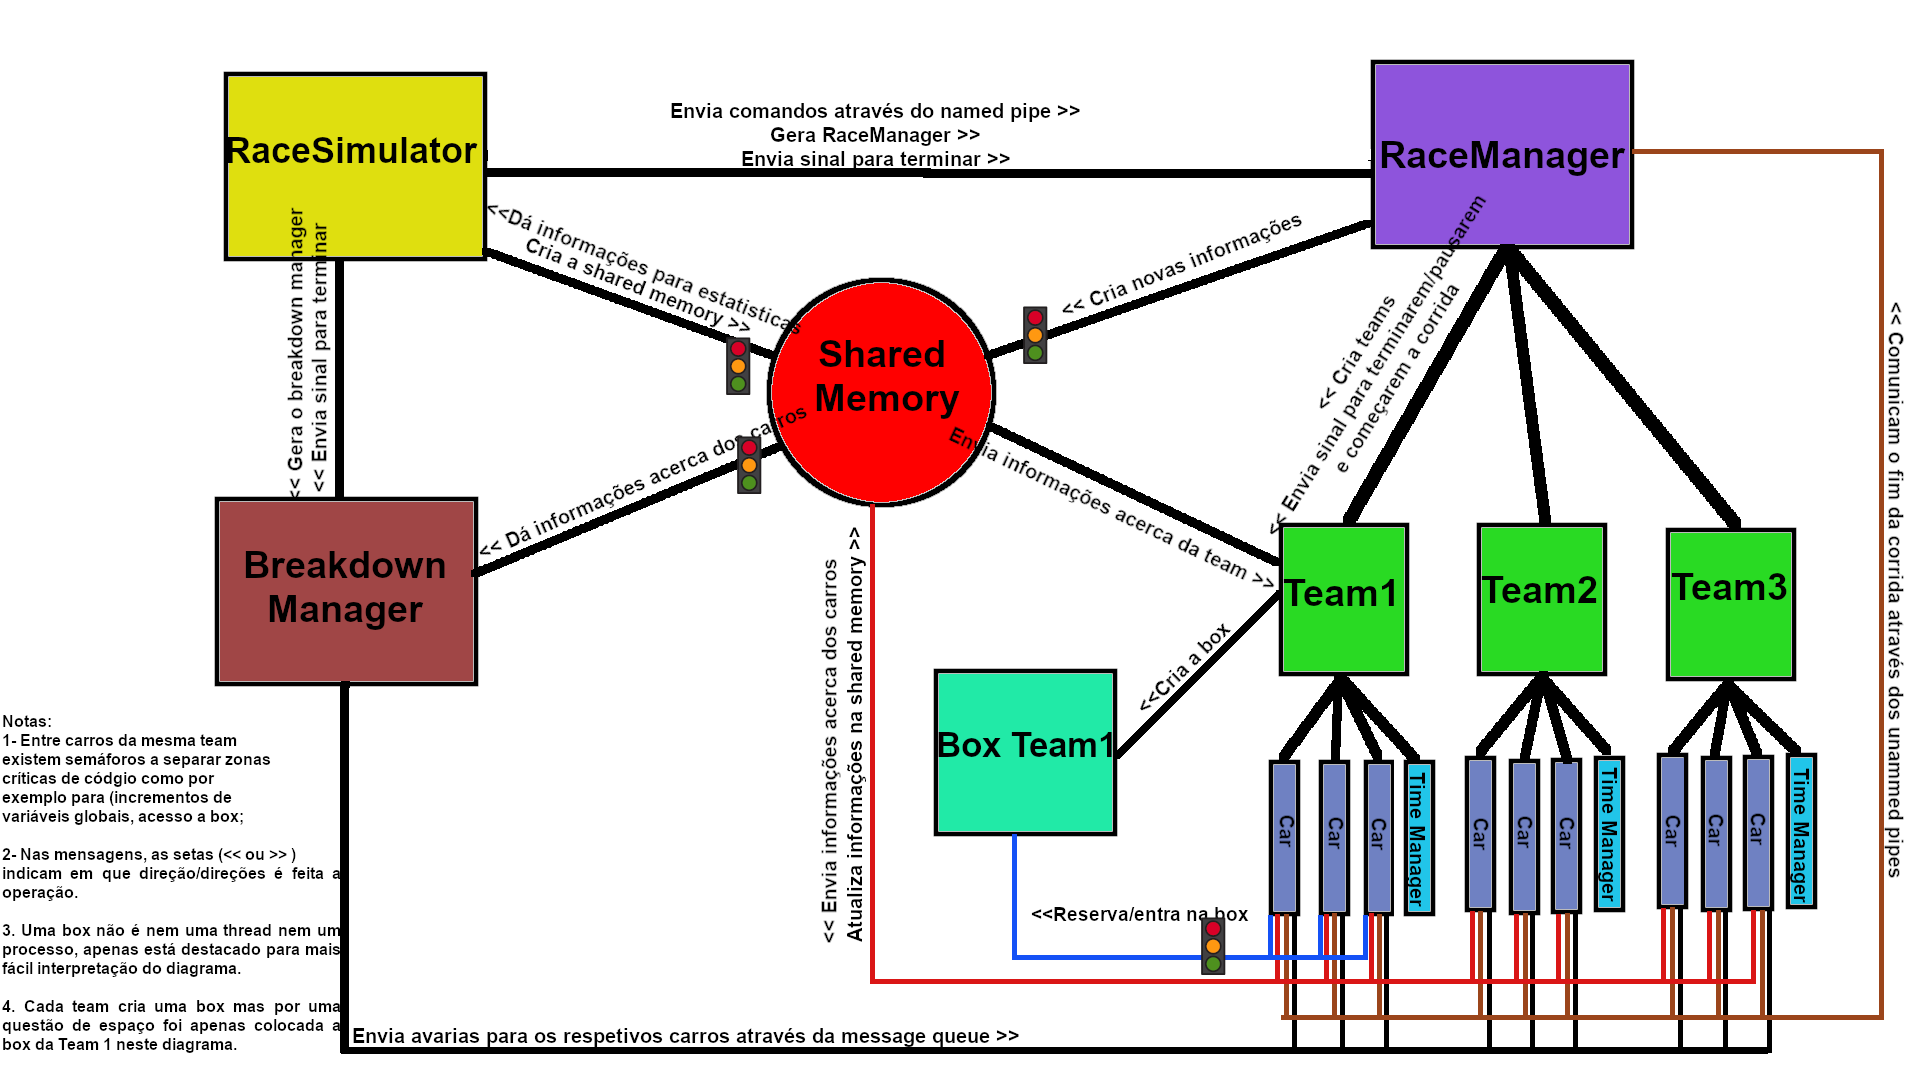 Envia comandos através do named pipe >>
Gera RaceManager >>
Envia sinal para terminar >>
RaceSimulator
RaceManager
<<Dá informações para estatisticas
Cria a shared memory >>
<< Cria novas informações
<< Gera o breakdown manager
<< Envia sinal para terminar
Shared
Memory
<< Cria teams
<< Envia sinal para terminarem/pausarem
e começarem a corrida
<< Comunicam o fim da corrida através dos unammed pipes
<< Dá informações acerca dos carros
Envia informações acerca da team >>
Breakdown
Manager
Team1
Team2
Team3
<<Cria a box
<< Envia informações acerca dos carros
Atualiza informações na shared memory >>
Box Team1
Car
Car
Car
Time Manager
Car
Car
Car
Time Manager
Car
Car
Car
Time Manager
<<Reserva/entra na box
Notas:
1- Entre carros da mesma team
existem semáforos a separar zonas
críticas de códgio como por
exemplo para (incrementos de
variáveis globais, acesso a box;
2- Nas mensagens, as setas (<< ou >> )
indicam em que direção/direções é feita a
operação.
3. Uma box não é nem uma thread nem um
processo, apenas está destacado para mais
fácil interpretação do diagrama.
4. Cada team cria uma box mas por uma
questão de espaço foi apenas colocada a
box da Team 1 neste diagrama.
Envia avarias para os respetivos carros através da message queue >>